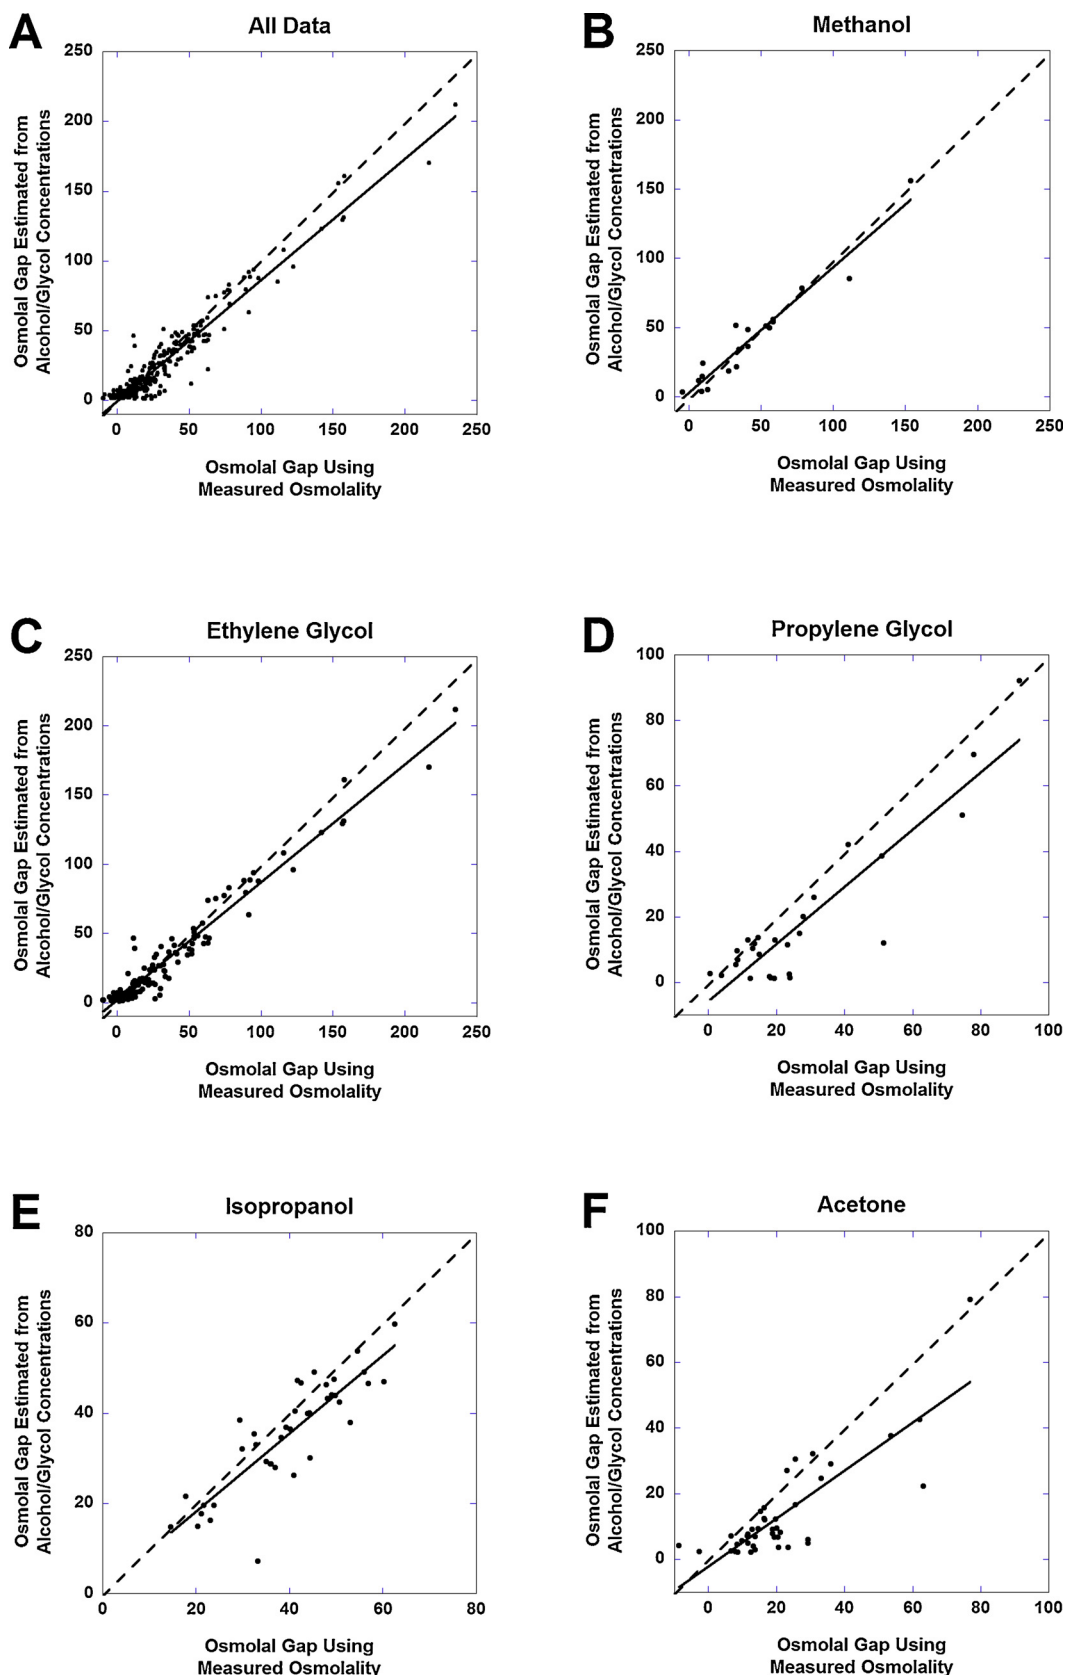 A
All Data
250
200
150
100
50
0
0 50 100 150 200 250
Osmolal Gap Estimated from
Alcohol/Glycol Concentrations
Osmolal Gap Using
Measured Osmolality
B
Methanol
250
200
150
100
50
0
0 50 100 150 200 250
Osmolal Gap Estimated from
Alcohol/Glycol Concentrations
Osmolal Gap Using
Measured Osmolality
C
Ethylene Glycol
250
200
150
100
50
0
0 50 100 150 200 250
Osmolal Gap Estimated from
Alcohol/Glycol Concentrations
Osmolal Gap Using
Measured Osmolality
D
Propylene Glycol
100
80
60
40
20
0
0 20 40 60 80 100
Osmolal Gap Estimated from
Alcohol/Glycol Concentrations
Osmolal Gap Using
Measured Osmolality
E
Isopropanol
80
60
40
20
0
0 20 40 60 80
Osmolal Gap Estimated from
Alcohol/Glycol Concentrations
Osmolal Gap Using
Measured Osmolality
F
Acetone
100
80
60
40
20
0
0 20 40 60 80 100
Osmolal Gap Estimated from
Alcohol/Glycol Concentrations
Osmolal Gap Using
Measured Osmolality